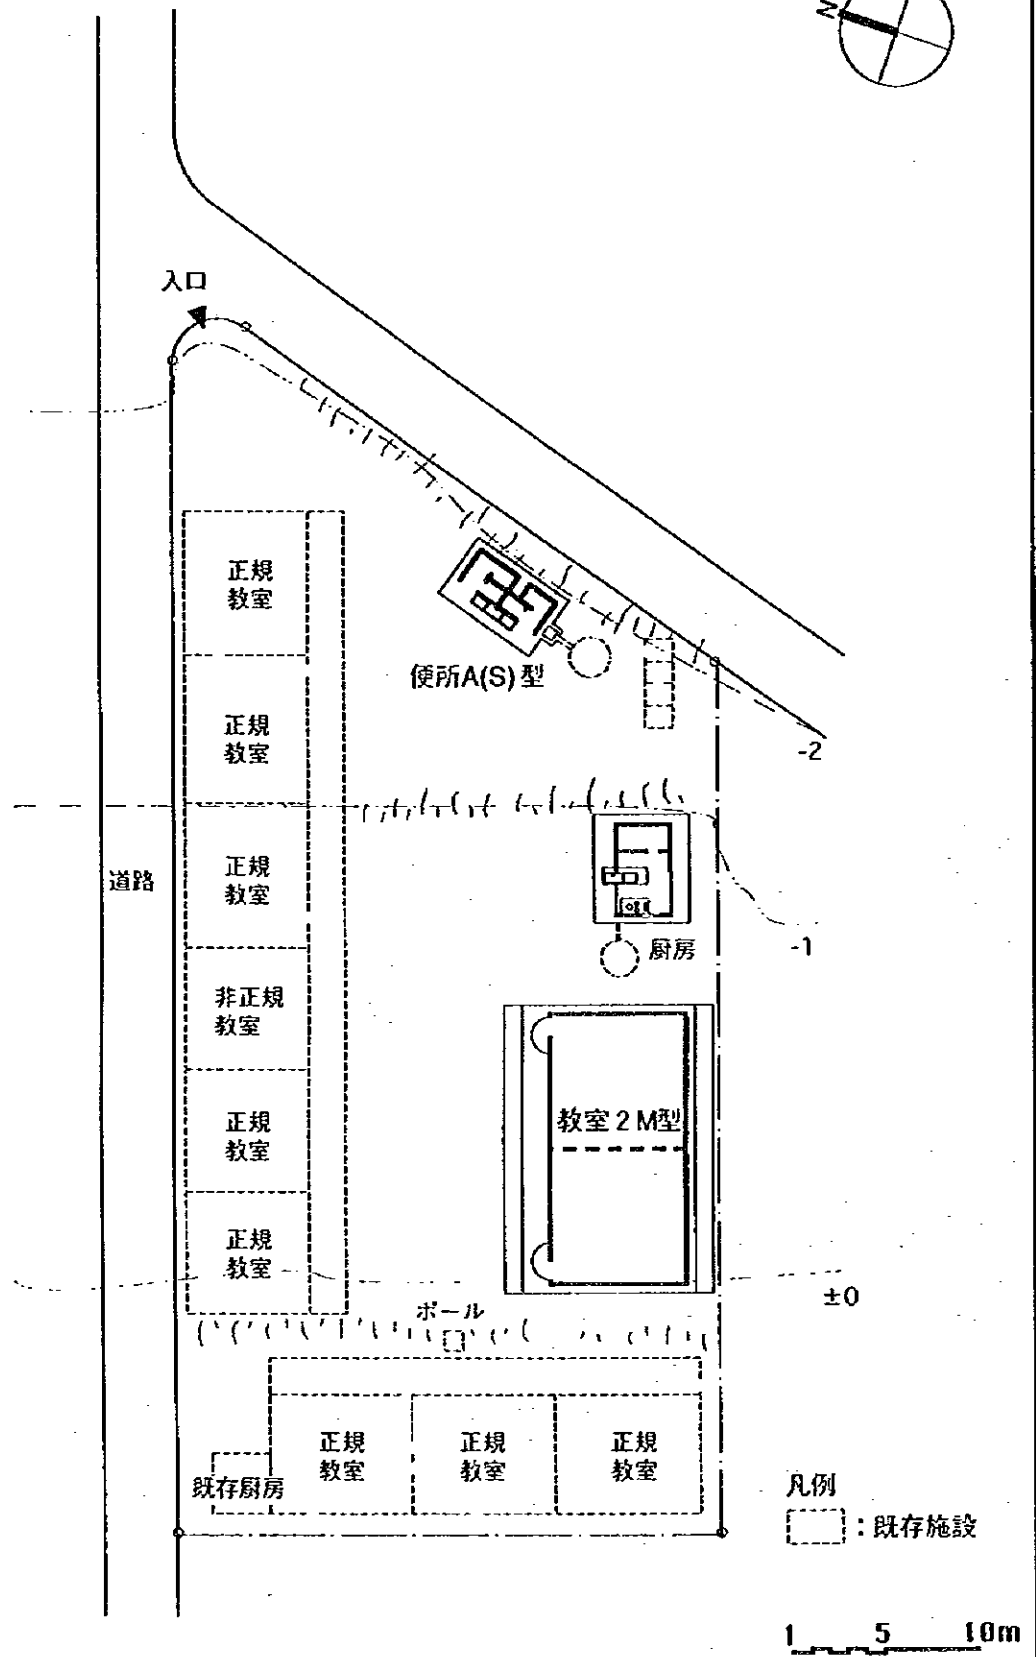 N
入口
正規
教室
便所A(S)型
正規
教室
-2
正規
教室
道路
厨房
-1
非正規
教室
教室2M型
正規
教室
正規
教室
±0
ポール
正規
教室
正規
教室
正規
教室
既存厨房
凡例
：既存施設
1 5 10m